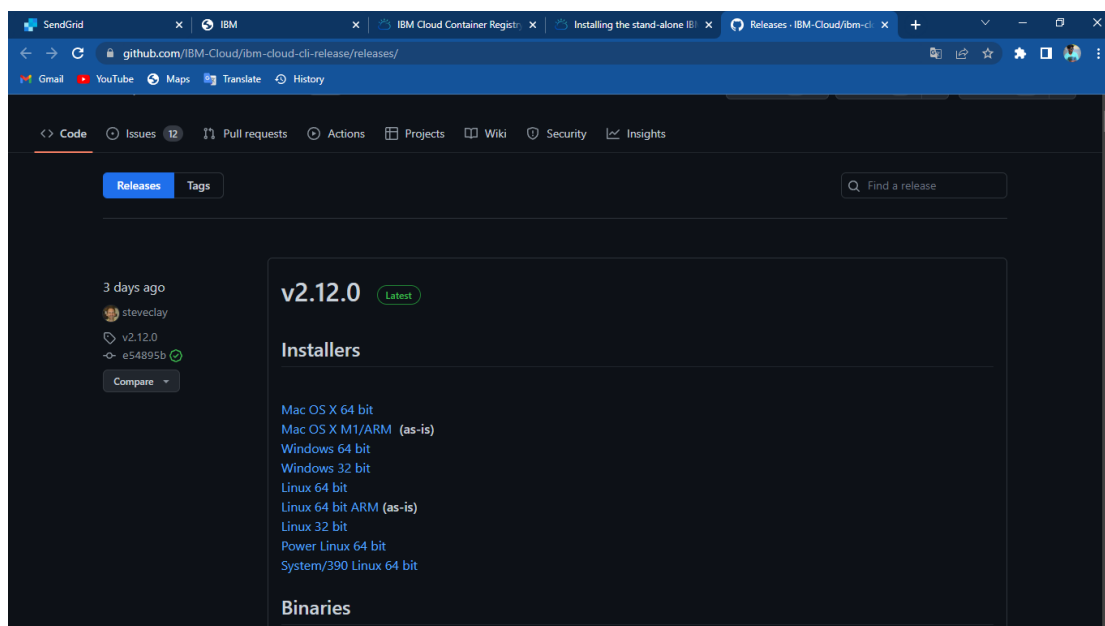 SendGrid
IBM
IBM Cloud Container Registry
Installing the stand-alone IB
Releases · IBM-Cloud/ibm-cl
github.com/IBM-Cloud/ibm-cloud-cli-release/releases/
Gmail YouTube Maps Translate History
Code Issues 12 Pull requests Actions Projects Wiki Security Insights
Releases Tags
Find a release
3 days ago
steveclay
v2.12.0
e54895b
Compare
v2.12.0 Latest
Installers
Mac OS X 64 bit
Mac OS X M1/ARM (as-is)
Windows 64 bit
Windows 32 bit
Linux 64 bit
Linux 64 bit ARM (as-is)
Linux 32 bit
Power Linux 64 bit
System/390 Linux 64 bit
Binaries